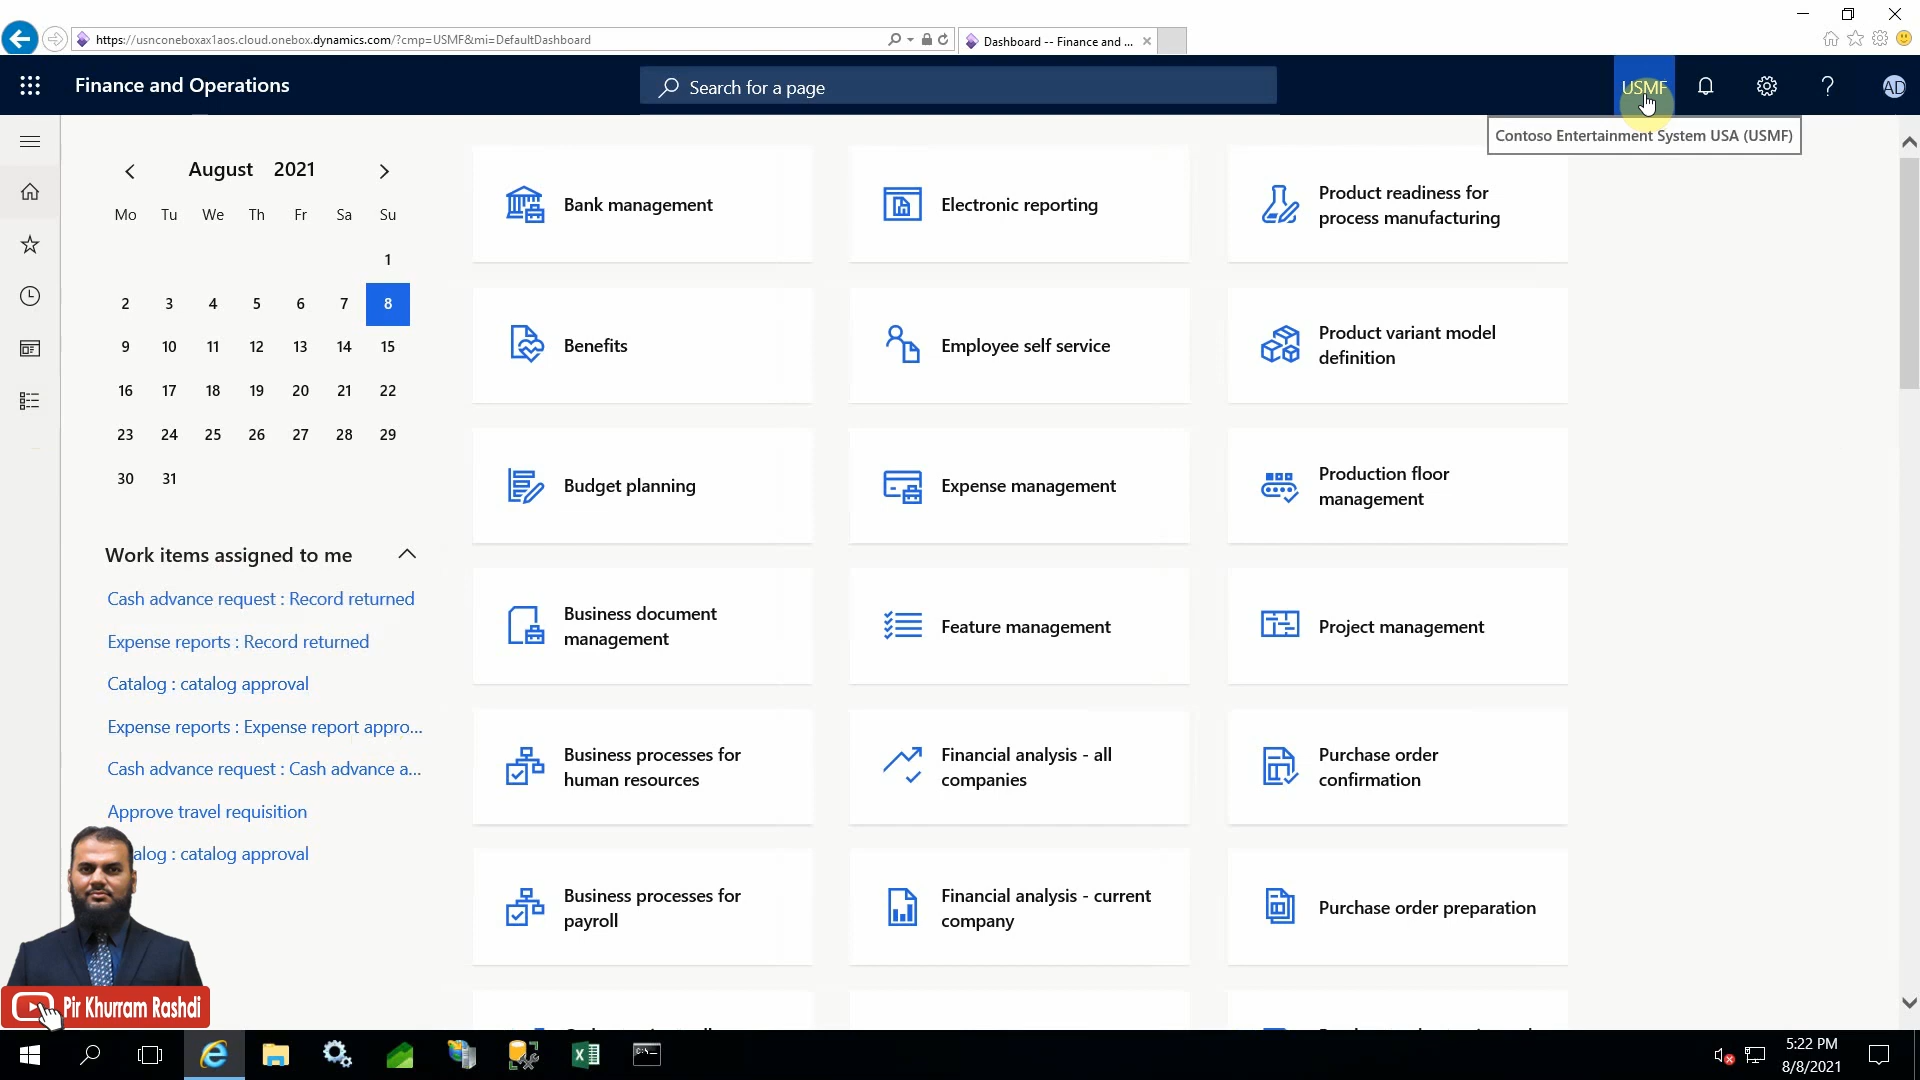 https://usnconeboxax1aos.cloud.onebox.dynamics.com/?cmp=USMF&mi=DefaultDashboard
Dashboard -- Finance and ...
Finance and Operations
Search for a page
USMF
AD
Contoso Entertainment System USA (USMF)
August 2021
Mo Tu We Th Fr Sa Su
1
2 3 4 5 6 7 8
9 10 11 12 13 14 15
16 17 18 19 20 21 22
23 24 25 26 27 28 29
30 31
Work items assigned to me
Cash advance request : Record returned
Expense reports : Record returned
Catalog : catalog approval
Expense reports : Expense report appro...
Cash advance request : Cash advance a...
Approve travel requisition
alog : catalog approval
Bank management
Electronic reporting
Product readiness for
process manufacturing
Benefits
Employee self service
Product variant model
definition
Budget planning
Expense management
Production floor
management
Business document
management
Feature management
Project management
Business processes for
human resources
Financial analysis - all
companies
Purchase order
confirmation
Business processes for
payroll
Financial analysis - current
company
Purchase order preparation
Pir Khurram Rashdi
5:22 PM
8/8/2021